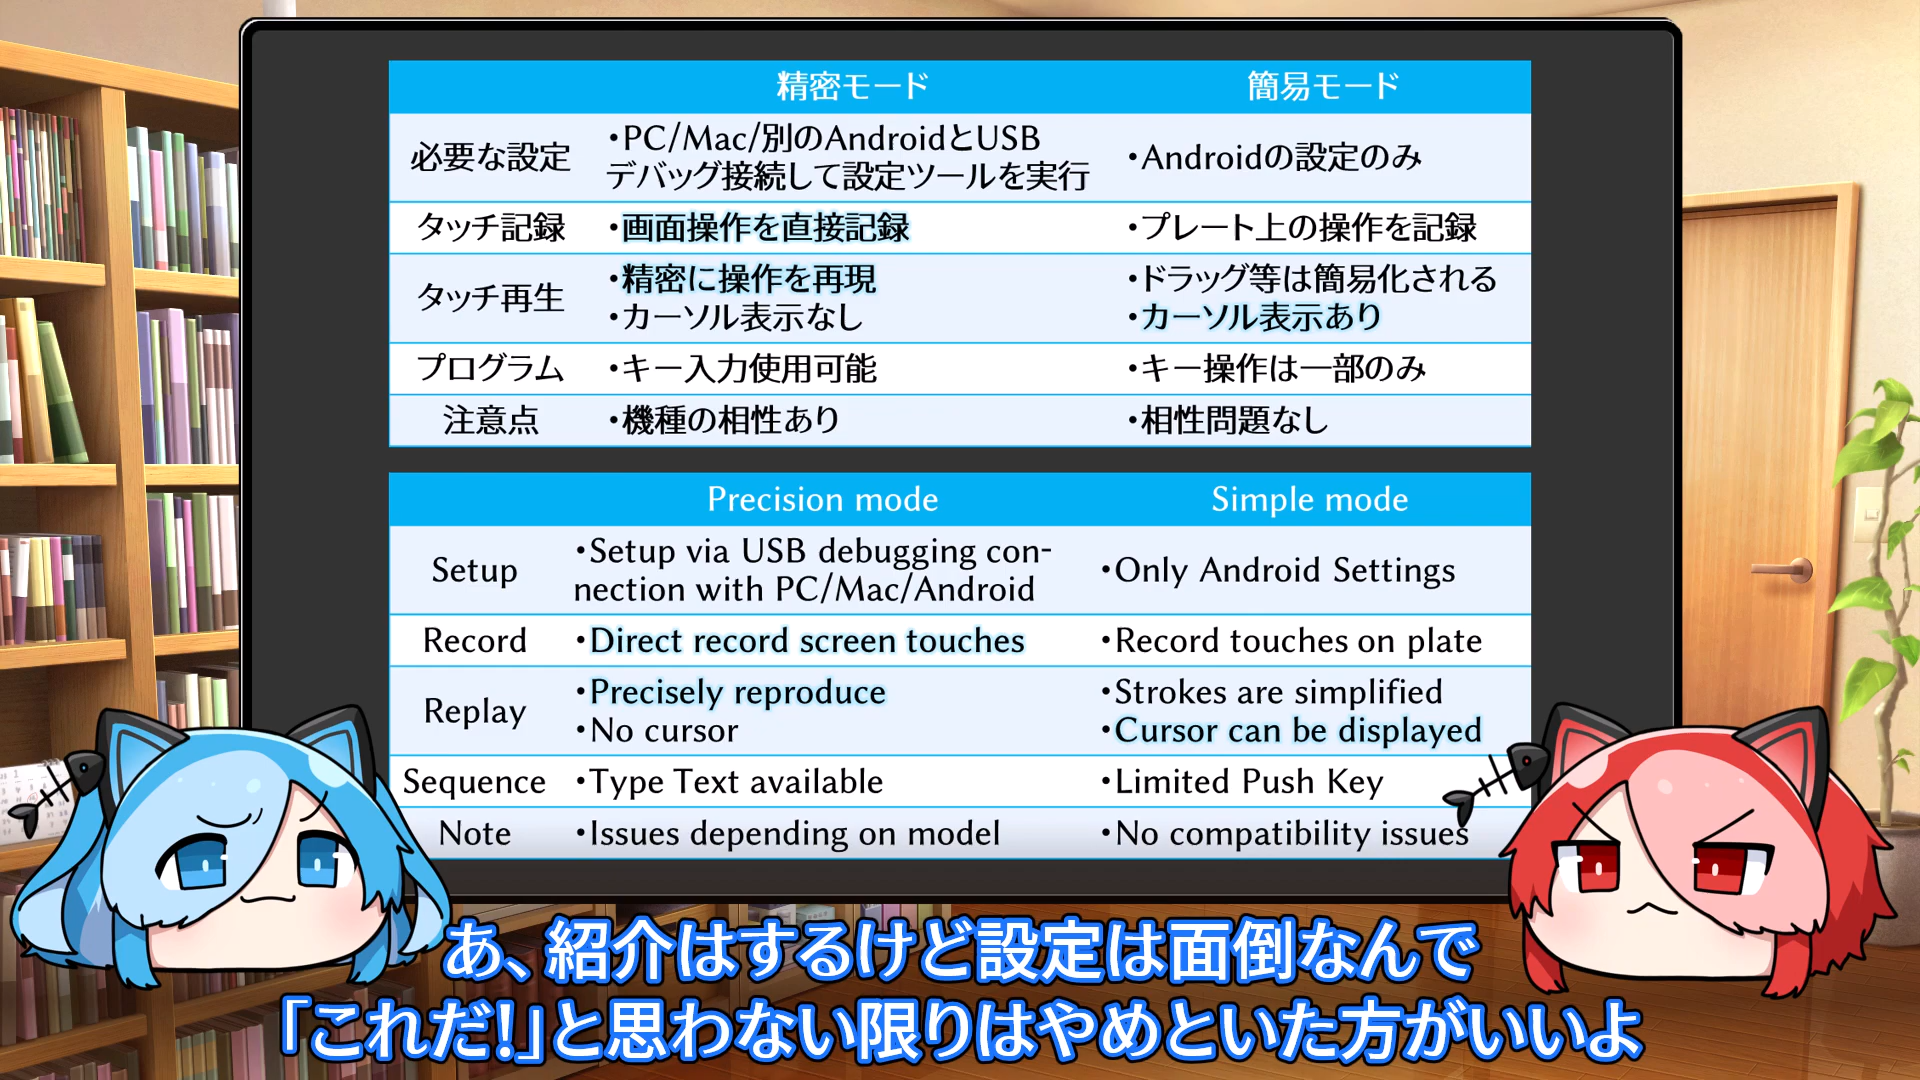 精密モード 簡易モード
必要な設定 ・PC/Mac/別のAndroidとUSB ・Androidの設定のみ
デバッグ接続して設定ツールを実行
タッチ記録 ・画面操作を直接記録 ・プレート上の操作を記録
タッチ再生 ・精密に操作を再現 ・ドラッグ等は簡易化される
・カーソル表示なし ・カーソル表示あり
プログラム ・キー入力使用可能 ・キー操作は一部のみ
注意点 ・機種の相性あり ・相性問題なし
Precision mode Simple mode
Setup ・Setup via USB debugging con- ・Only Android Settings
nection with PC/Mac/Android
Record ・Direct record screen touches ・Record touches on plate
Replay ・Precisely reproduce ・Strokes are simplified
・No cursor ・Cursor can be displayed
Sequence ・Type Text available ・Limited Push Key
Note ・Issues depending on model ・No compatibility issues
あ、紹介はするけど設定は面倒なんで
「これだ!」と思わない限りはやめといた方がいいよ